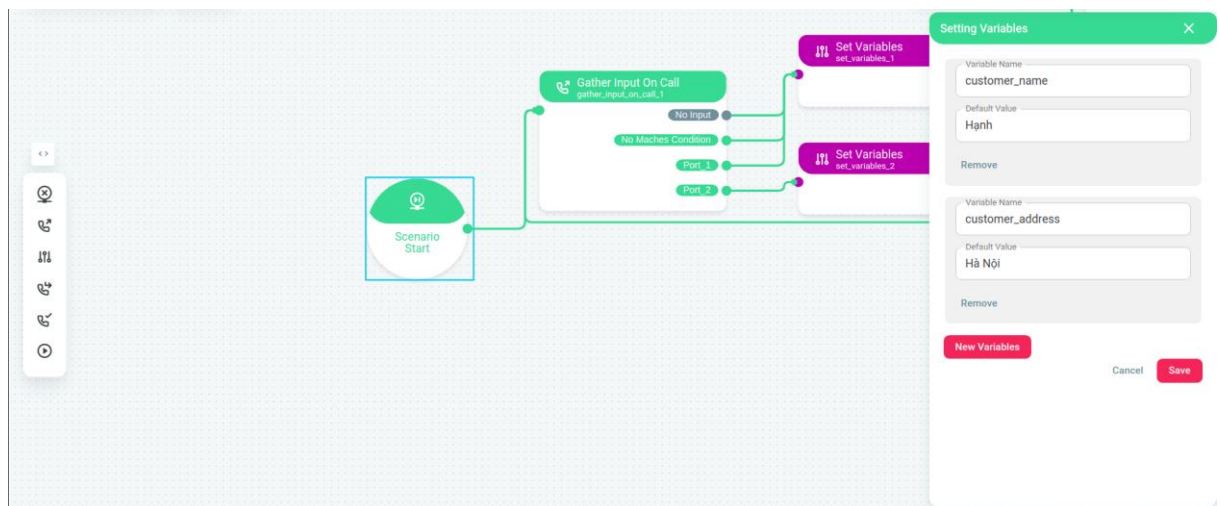 Setting Variables
Set Variables
set_variables_1
Variable Name
customer_name
Gather Input On Call
gather_input_on_call_1
Default Value
Hạnh
No Input
No Maches Condition
Port_1
Port_2
Set Variables
set_variables_2
Remove
Scenario
Start
Variable Name
customer_address
Default Value
Hà Nội
Remove
New Variables
Cancel
Save